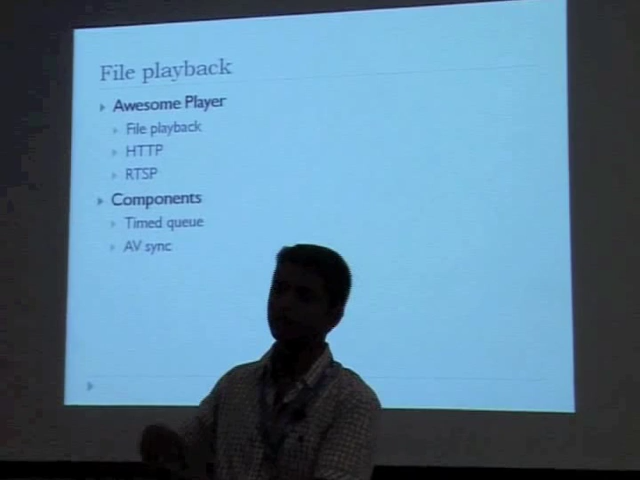 File playback
Awesome Player
File playback
HTTP
RTSP
Components
Timed queue
AV sync